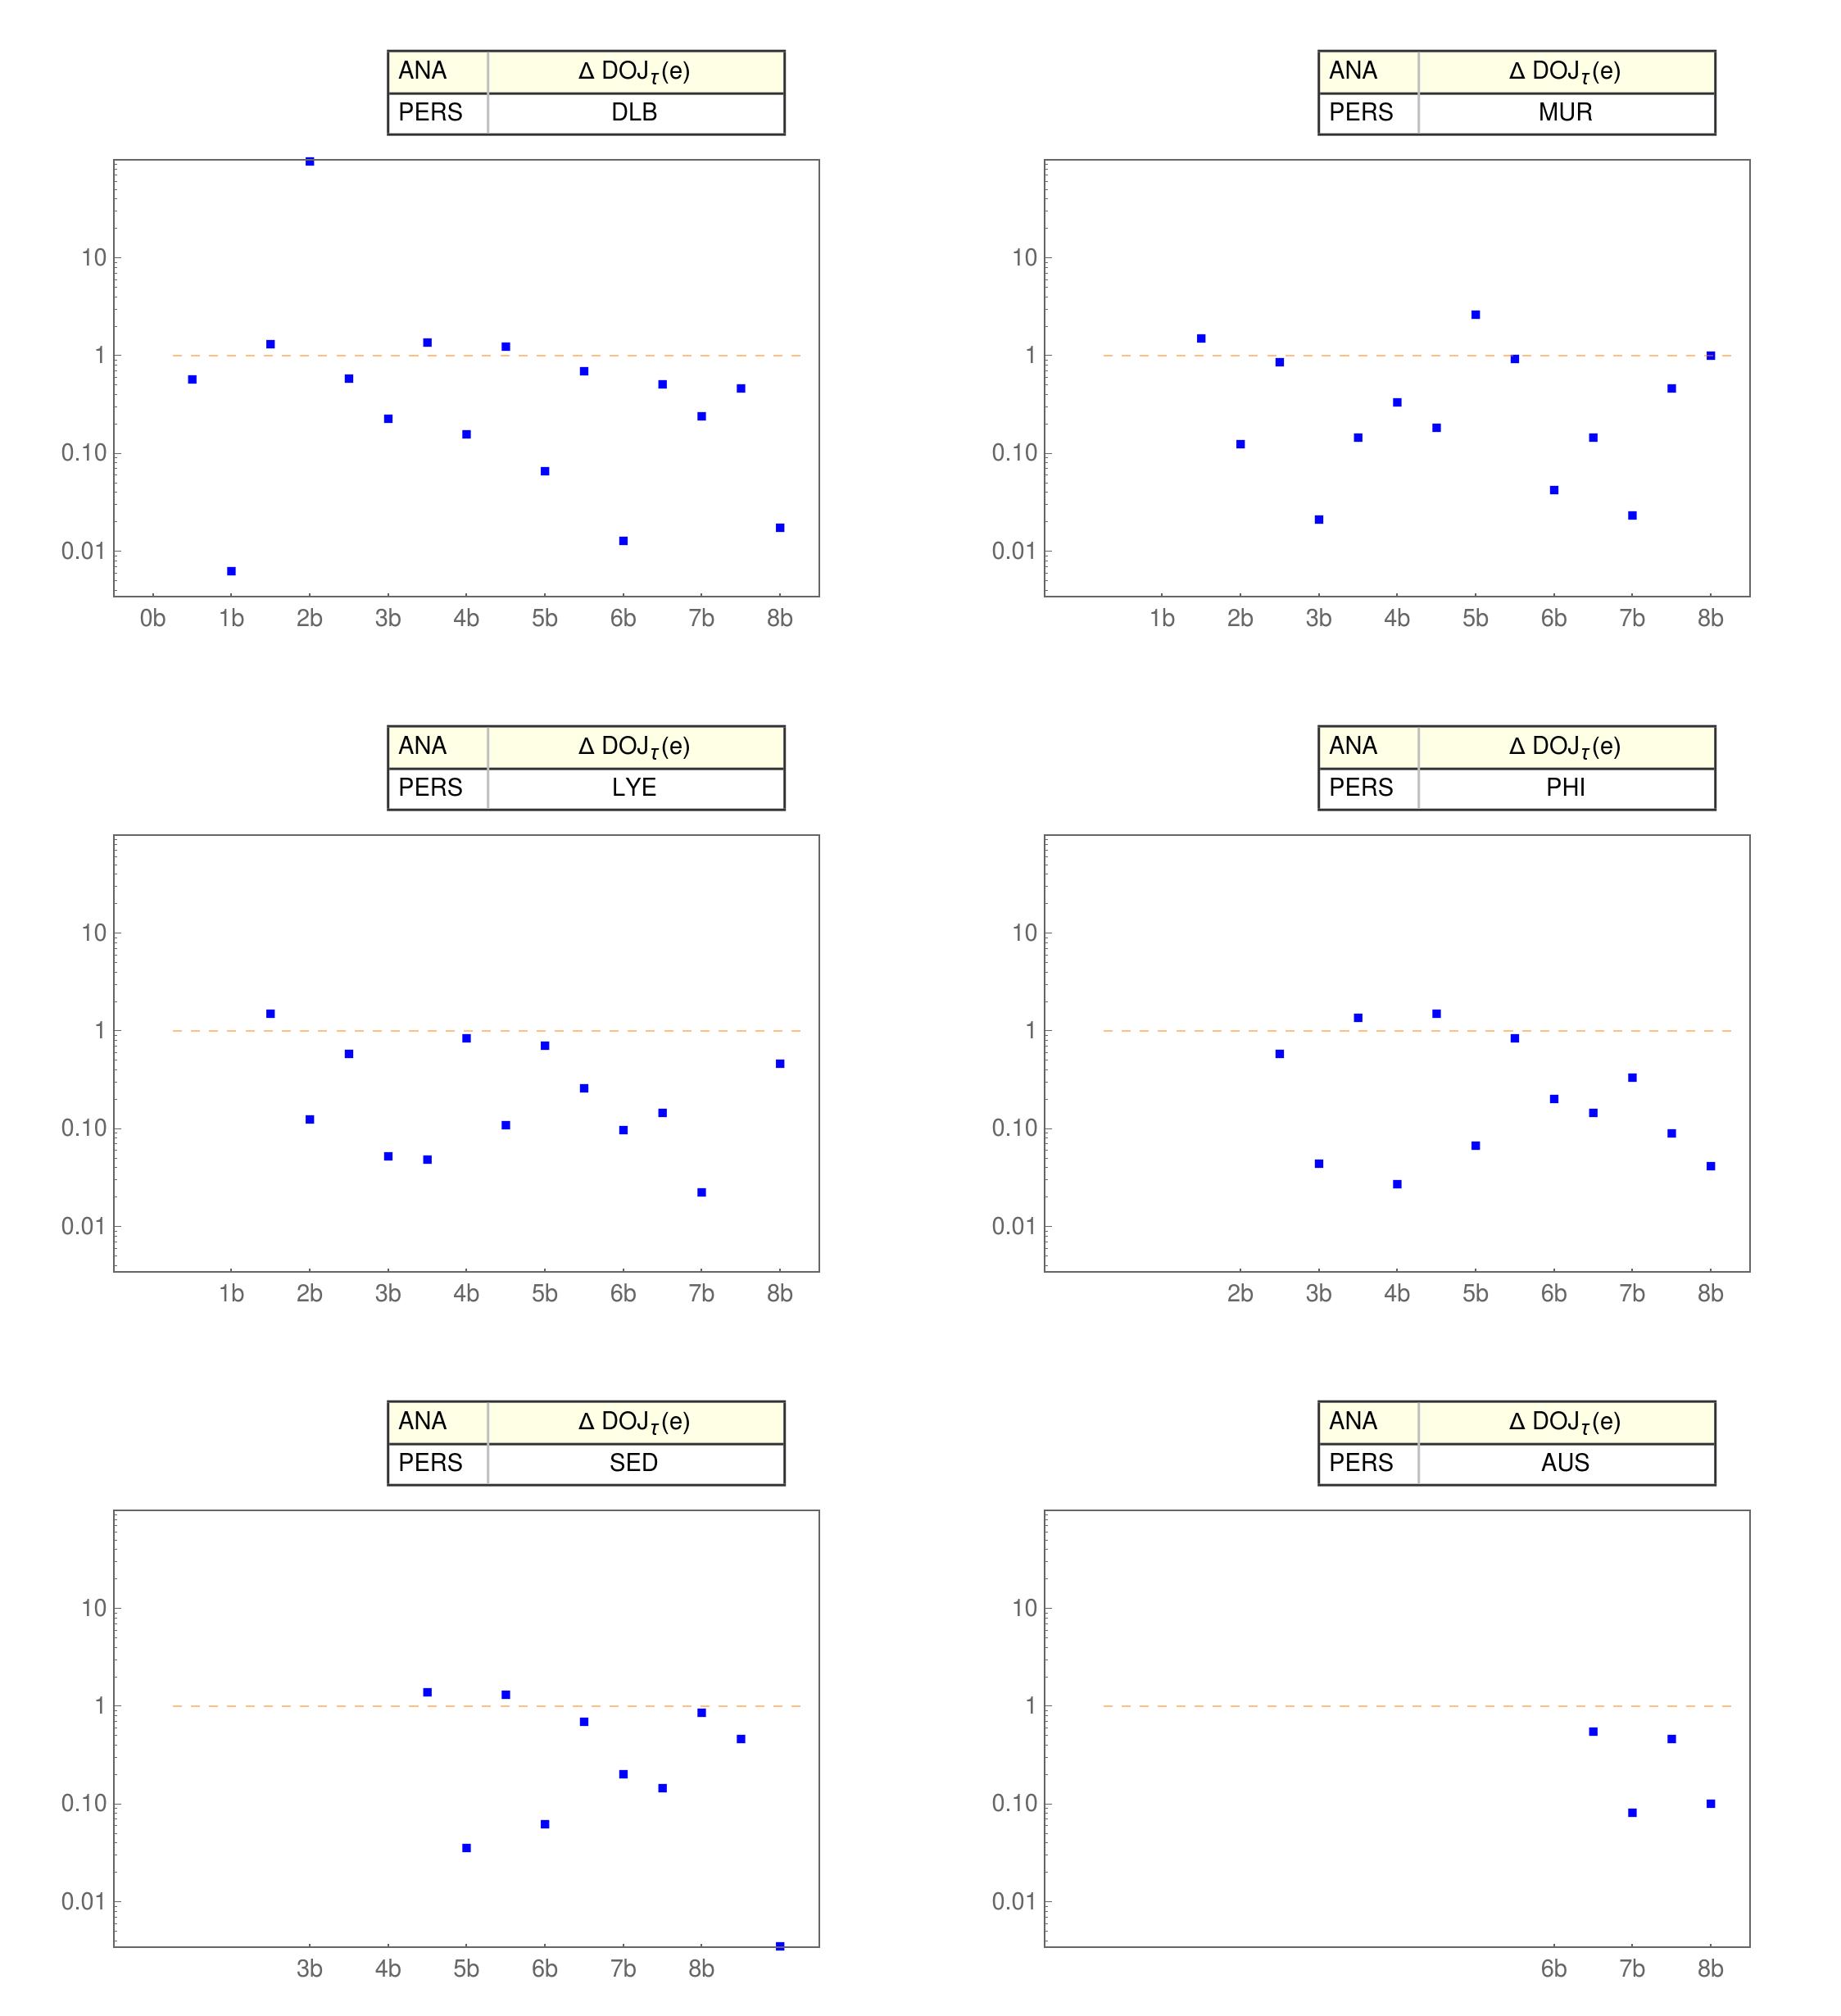 ANA Δ DOJτ(e)
PERS DLB
10
1
0.10
0.01
0b 1b 2b 3b 4b 5b 6b 7b 8b
ANA Δ DOJτ(e)
PERS MUR
10
1
0.10
0.01
1b 2b 3b 4b 5b 6b 7b 8b
ANA Δ DOJτ(e)
PERS LYE
10
1
0.10
0.01
1b 2b 3b 4b 5b 6b 7b 8b
ANA Δ DOJτ(e)
PERS PHI
10
1
0.10
0.01
2b 3b 4b 5b 6b 7b 8b
ANA Δ DOJτ(e)
PERS SED
10
1
0.10
0.01
3b 4b 5b 6b 7b 8b
ANA Δ DOJτ(e)
PERS AUS
10
1
0.10
0.01
6b 7b 8b